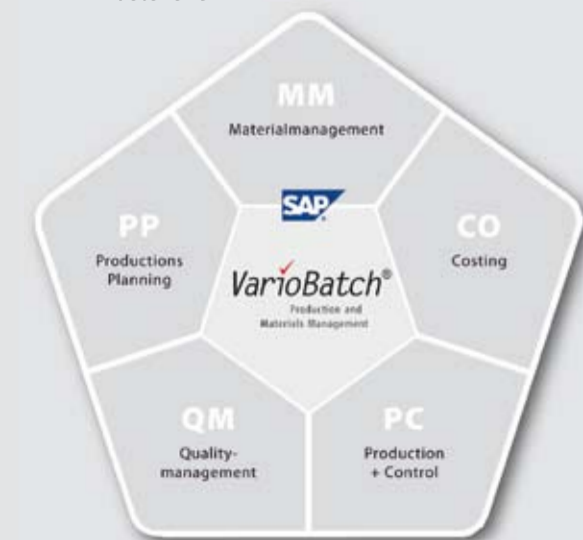 MM
Materialmanagement
SAP
PP
Productions
Planning
CO
Costing
VarioBatch®
Production and
Materials Management
QM
Quality-
management
PC
Production
+ Control